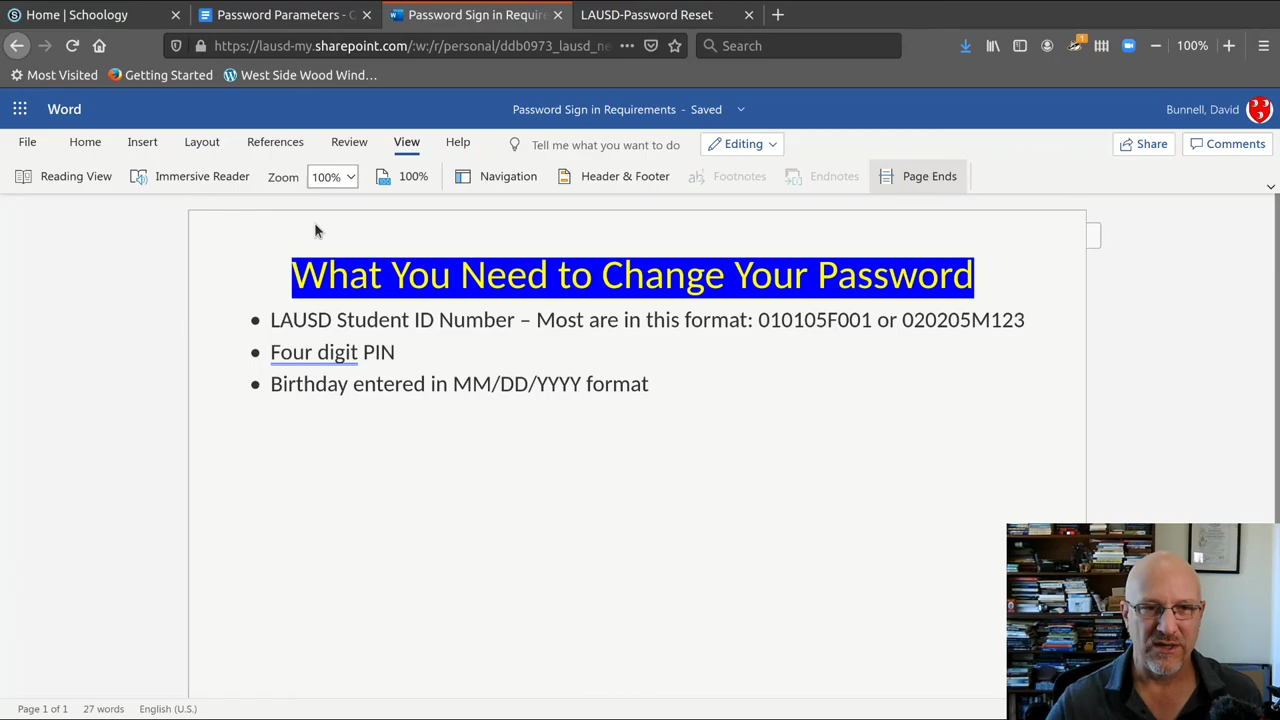 Home | Schoology
Password Parameters - G
Password Sign in Require
LAUSD-Password Reset
https://lausd-my.sharepoint.com/:w:/r/personal/ddb0973_lausd_ne
Search
1
100%
Most Visited
Getting Started
West Side Wood Wind…
Word
Password Sign in Requirements - Saved
Bunnell, David
File
Home
Insert
Layout
References
Review
View
Help
Tell me what you want to do
Editing
Share
Comments
Reading View
Immersive Reader
Zoom
100%
100%
Navigation
Header & Footer
Footnotes
Endnotes
Page Ends
What You Need to Change Your Password
• LAUSD Student ID Number – Most are in this format: 010105F001 or 020205M123
• Four digit PIN
• Birthday entered in MM/DD/YYYY format
Page 1 of 1
27 words
English (U.S.)